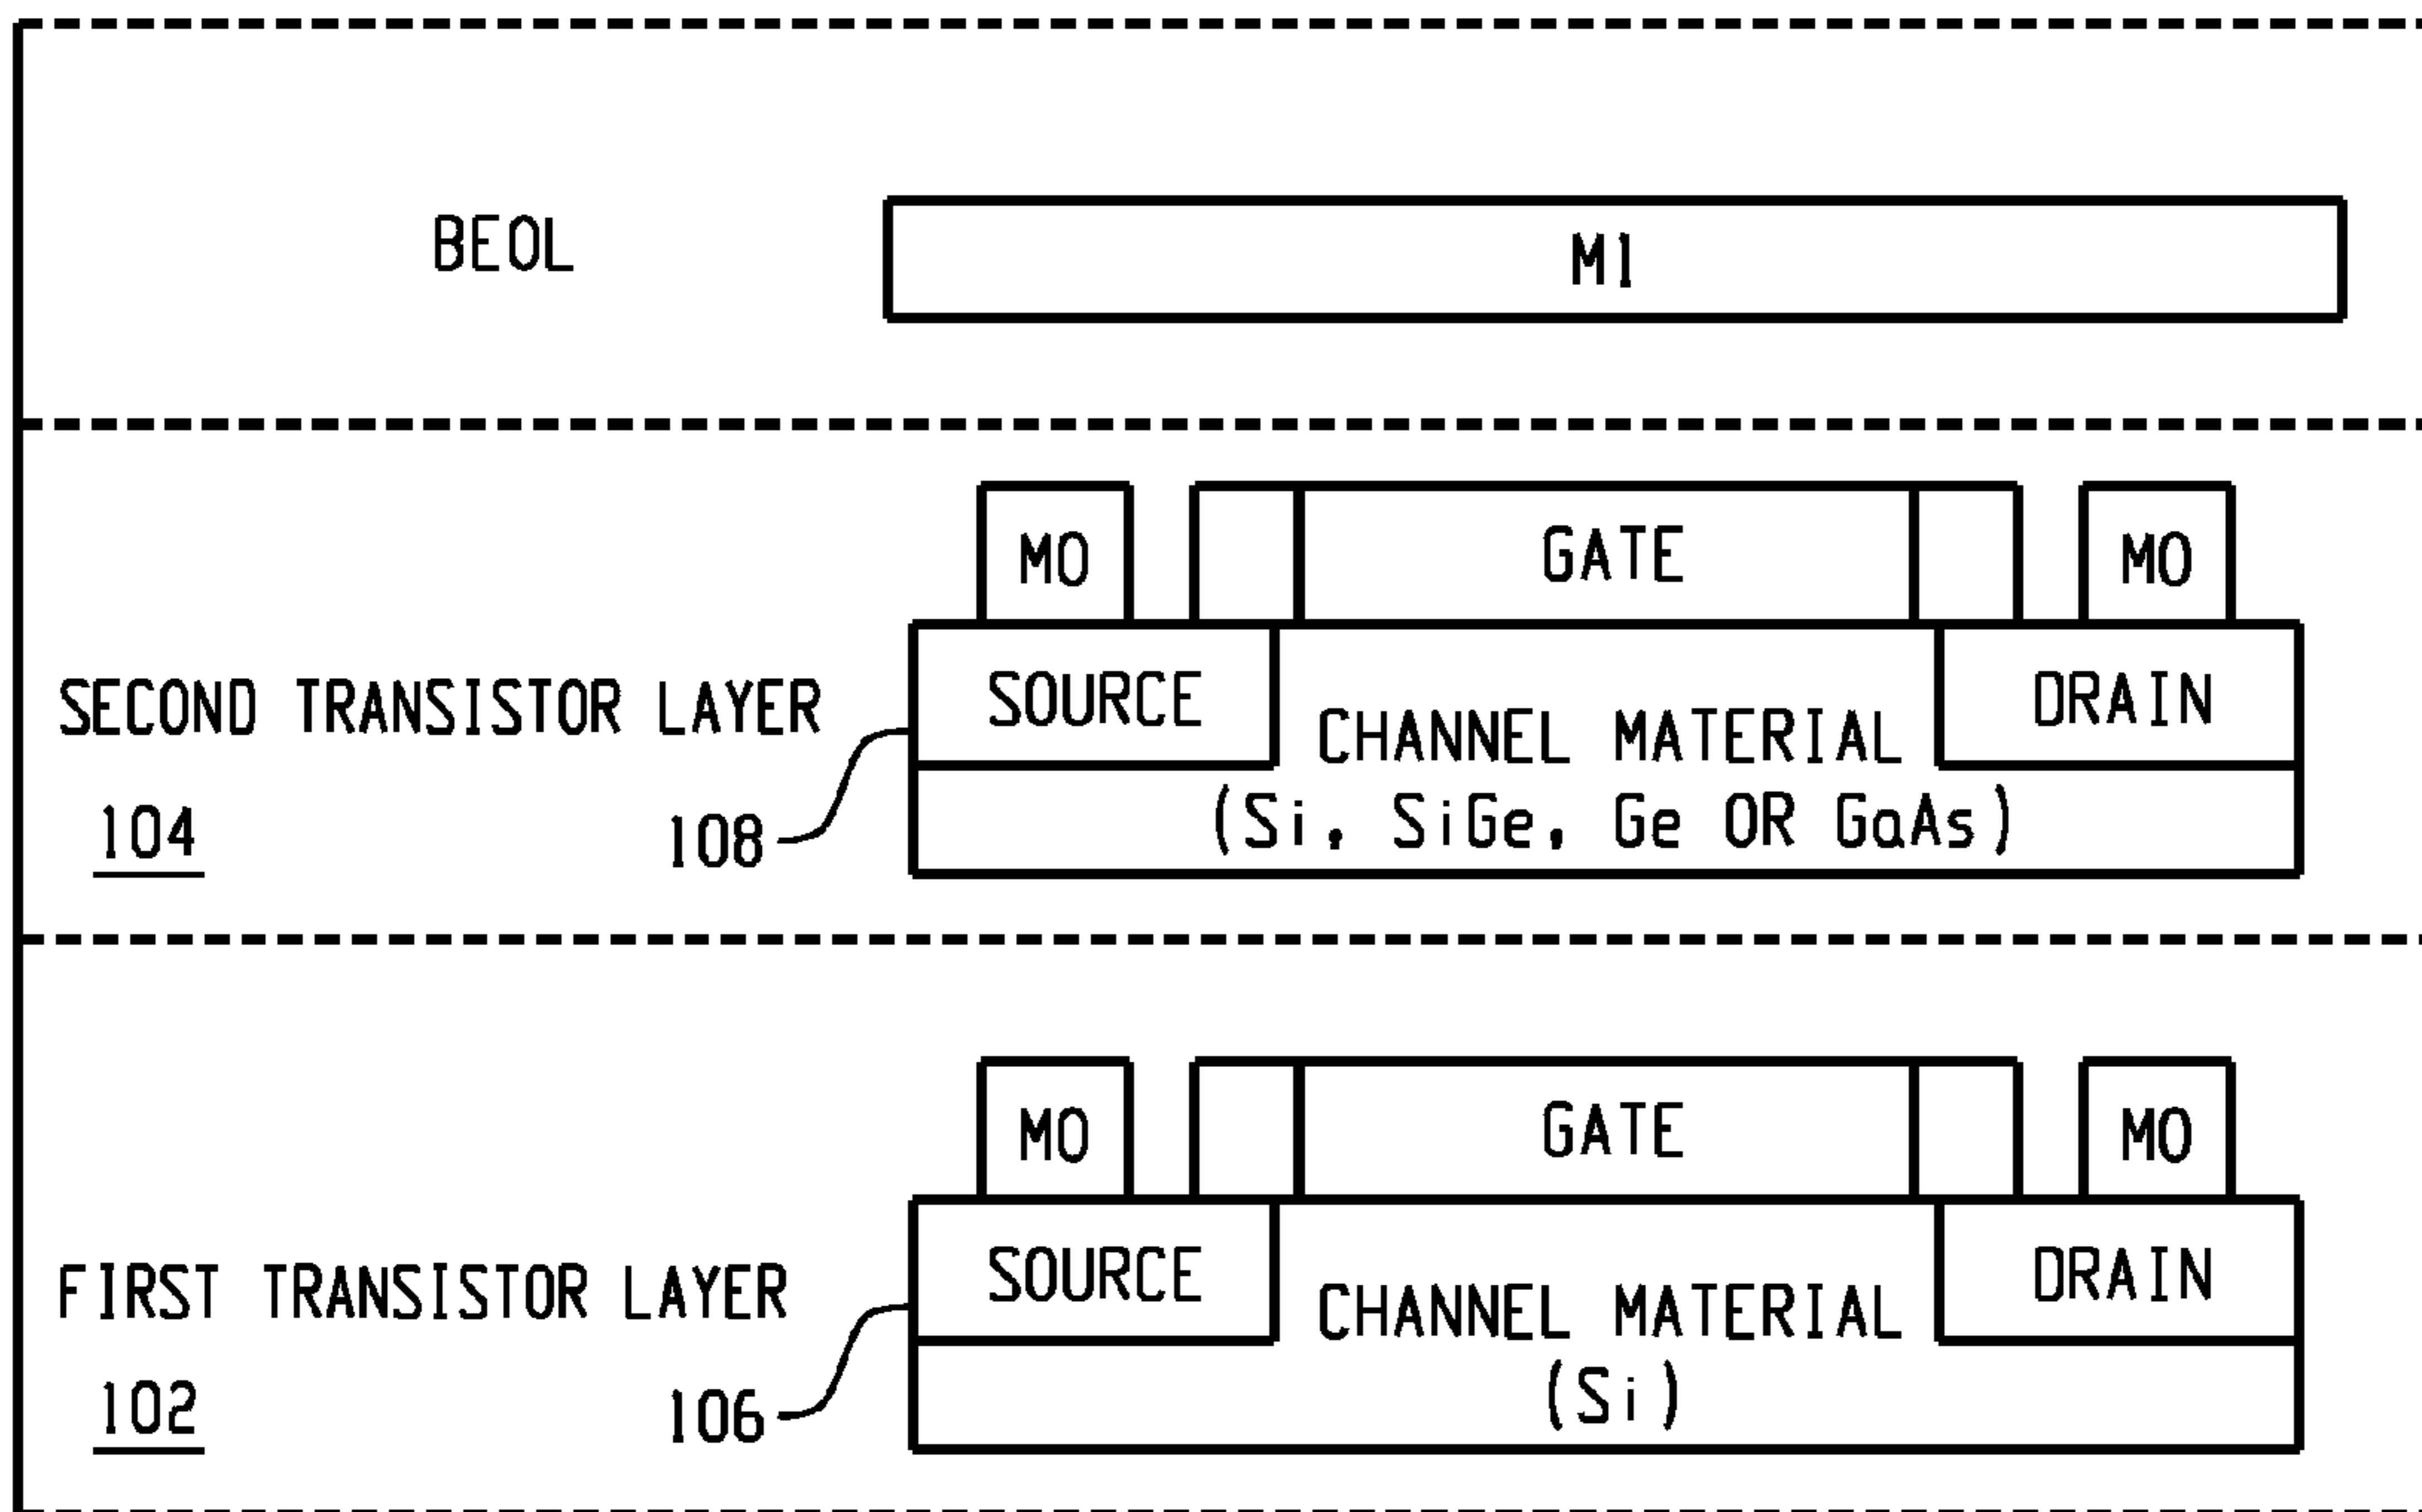 BEOL
M1
MO
GATE
MO
SOURCE
DRAIN
SECOND TRANSISTOR LAYER
CHANNEL MATERIAL
(Si, SiGe, Ge OR GaAs)
104
108
MO
GATE
MO
SOURCE
DRAIN
FIRST TRANSISTOR LAYER
CHANNEL MATERIAL
(Si)
102
106